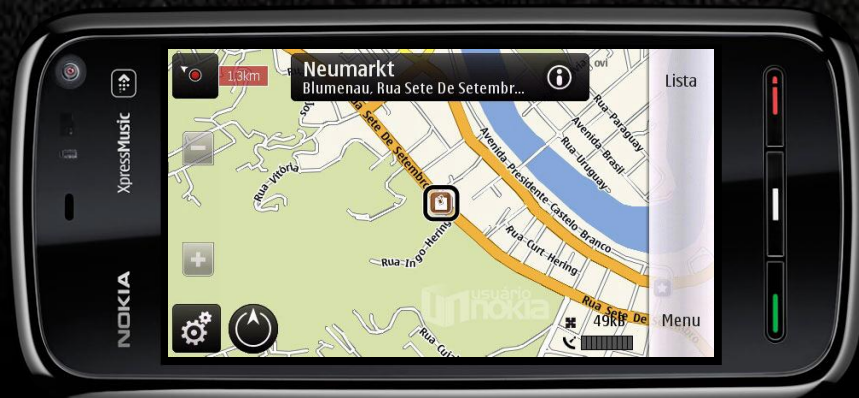 1,3km
Neumarkt
Blumenau, Rua Sete De Setembr...
ovi
Lista
Rua Paraguay
Avenida Brasil
Rua Uruguay
Avenida Presidente Castelo Branco
Rua Sete De Setembro
Rua Vitória
Rua Ingo Hering
Rua Curt Hering
usuário
nokia
Rua Sete De
49kB
Menu
XpressMusic
NOKIA